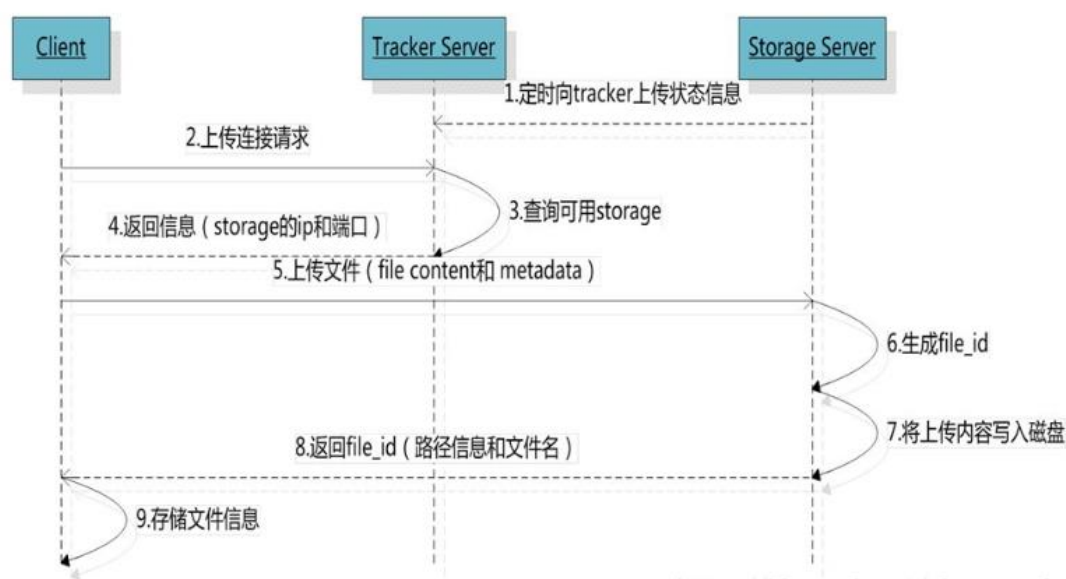 Client
Tracker Server
Storage Server
1.定时向tracker上传状态信息
2.上传连接请求
3.查询可用storage
4.返回信息（storage的ip和端口）
5.上传文件（file content和 metadata）
6.生成file_id
7.将上传内容写入磁盘
8.返回file_id（路径信息和文件名）
9.存储文件信息